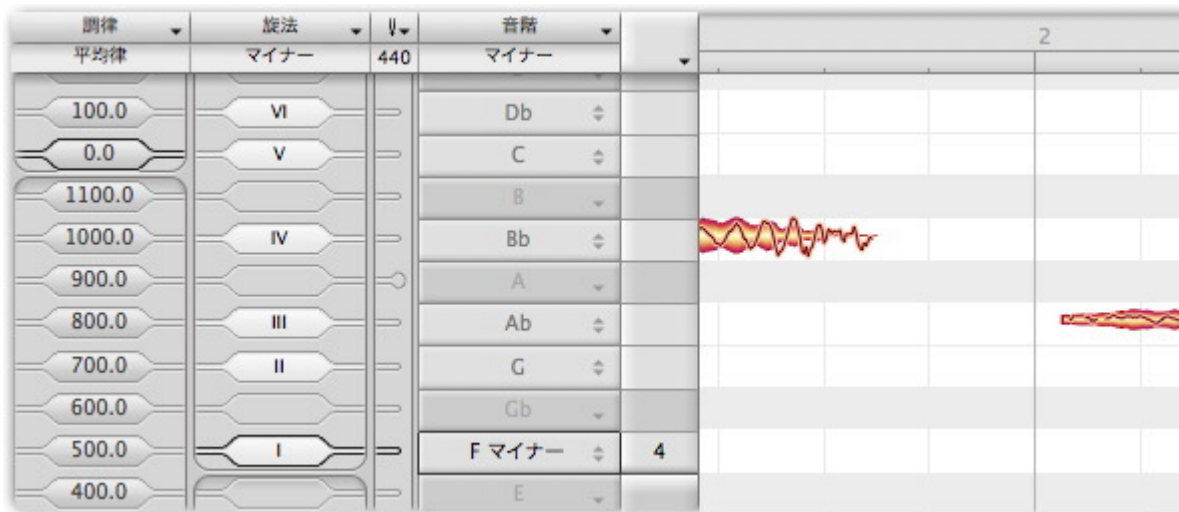 調律 旋法 音階
平均律 マイナー 440 マイナー 2
100.0 VI Db
0.0 V C
1100.0 B
1000.0 IV Bb
900.0 A
800.0 III Ab
700.0 II G
600.0 Gb
500.0 I F マイナー 4
400.0 E